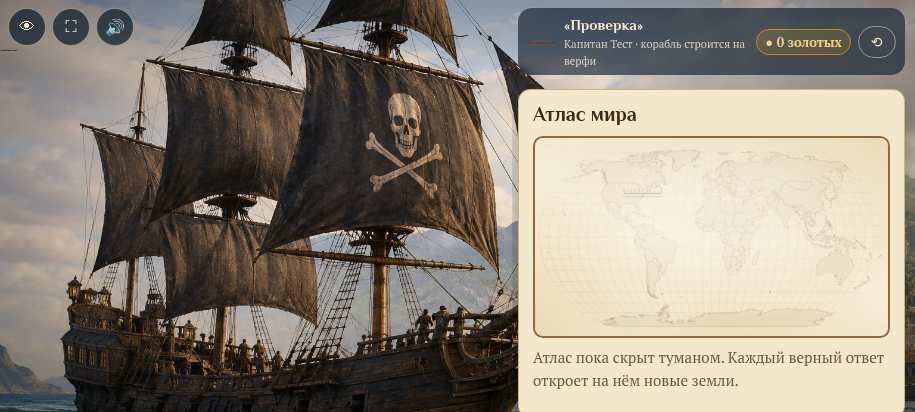 «Проверка»
Капитан Тест · корабль строится на
верфи
● 0 золотых
Атлас мира
Атлас пока скрыт туманом. Каждый верный ответ
откроет на нём новые земли.